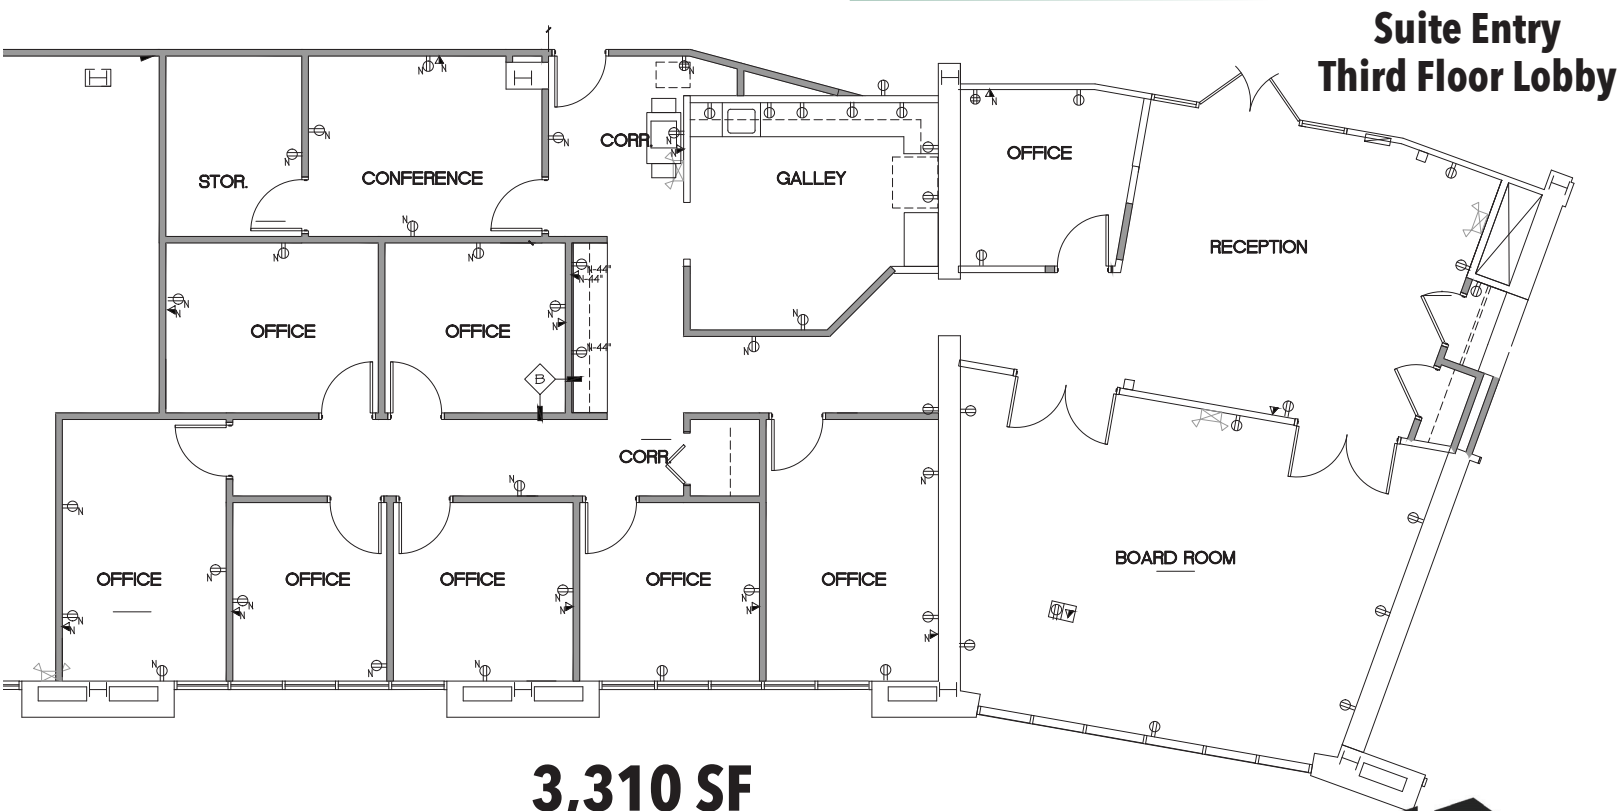 Suite Entry
Third Floor Lobby
N
N
N
N
N
CORR.
N
N
OFFICE
STOR.
CONFERENCE
GALLEY
N
RECEPTION
N
N
N-44"
N-44"
N
N
OFFICE
OFFICE
N
N
N
N
N-44"
B
CORR.
N
N
N
OFFICE
OFFICE
OFFICE
OFFICE
OFFICE
BOARD ROOM
N
N
N
N
N
N
N
N
N
N
N
N
N
3,310 SF